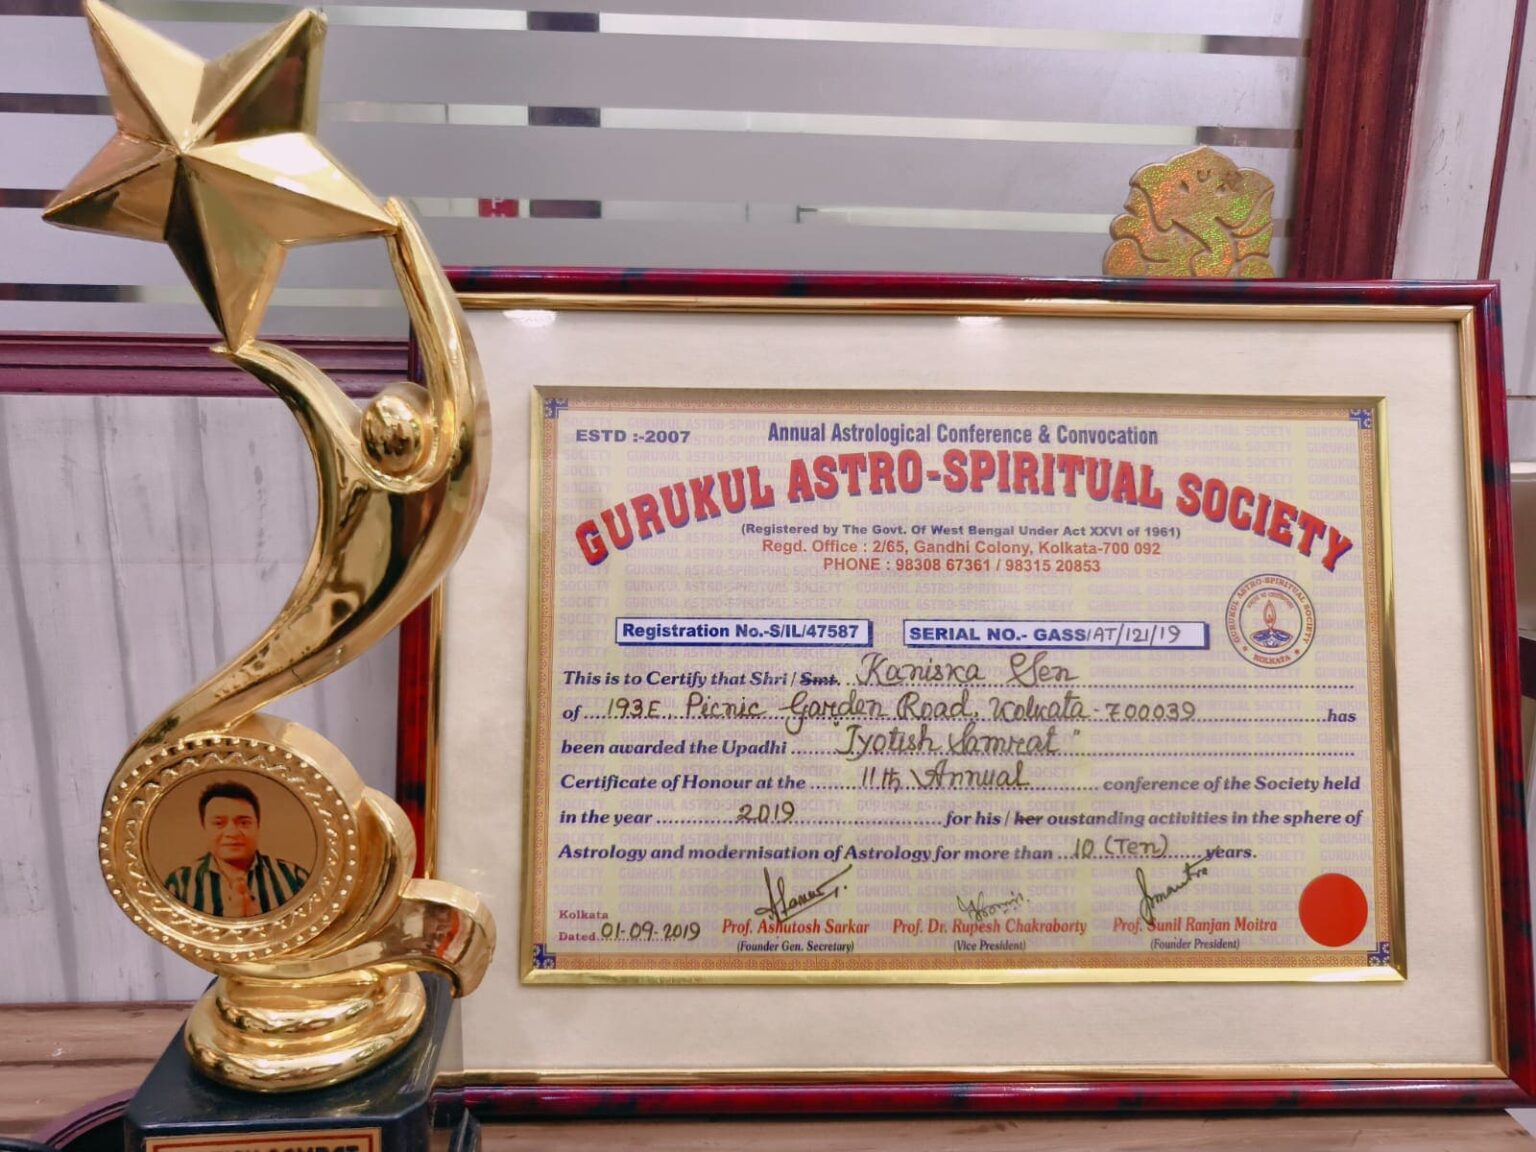 ESTD :-2007
Annual Astrological Conference & Convocation
GURUKUL ASTRO-SPIRITUAL SOCIETY
(Registered by The Govt. Of West Bengal Under Act XXVI of 1961)
Regd. Office : 2/65, Gandhi Colony, Kolkata-700 092
PHONE : 98308 67361 / 98315 20853
GURUKUL ASTRO-SPIRITUAL SOCIETY
KOLKATA
Registration No.-S/IL/47587 SERIAL NO.- GASS/AT/121/19
This is to Certify that Shri / Smt. Kaniska Sen
of 193E, Picnic Garden Road, Kolkata - 700039 has
been awarded the Upadhi "Jyotish Samrat"
Certificate of Honour at the 11th Annual conference of the Society held
in the year 2019 for his / her oustanding activities in the sphere of
Astrology and modernisation of Astrology for more than 10 (Ten) years.
Kolkata
Dated 01-09-2019
Prof. Ashutosh Sarkar Prof. Dr. Rupesh Chakraborty Prof. Sunil Ranjan Moitra
(Founder Gen. Secretary) (Vice President) (Founder President)